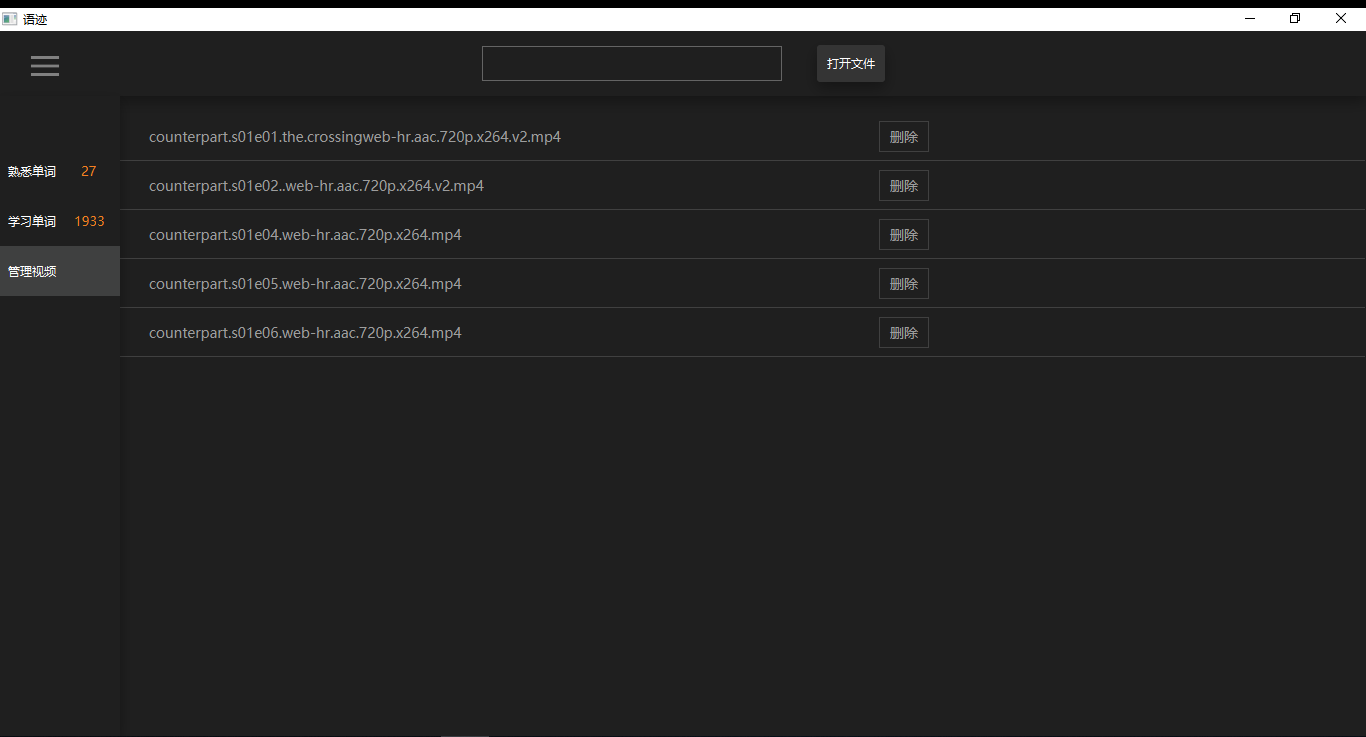 语迹
打开文件
熟悉单词 27
学习单词 1933
管理视频
counterpart.s01e01.the.crossingweb-hr.aac.720p.x264.v2.mp4 删除
counterpart.s01e02..web-hr.aac.720p.x264.v2.mp4 删除
counterpart.s01e04.web-hr.aac.720p.x264.mp4 删除
counterpart.s01e05.web-hr.aac.720p.x264.mp4 删除
counterpart.s01e06.web-hr.aac.720p.x264.mp4 删除